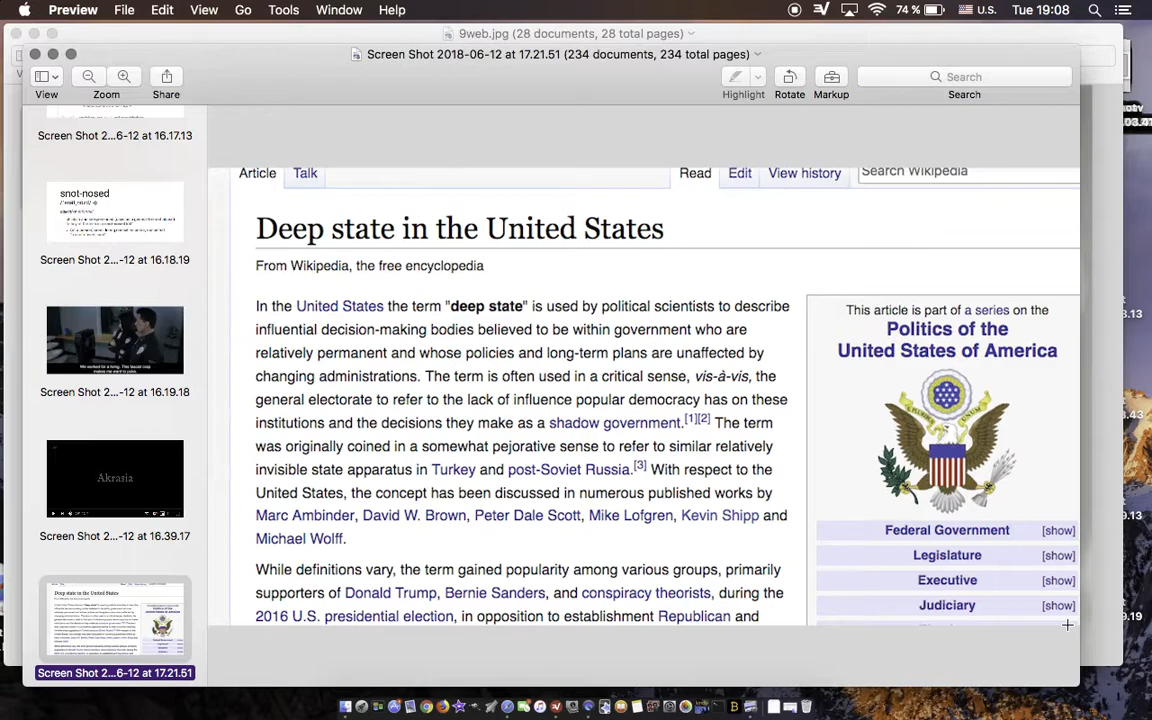 Preview File Edit View Go Tools Window Help 74 % U.S. Tue 19:08
9web.jpg (28 documents, 28 total pages)
Screen Shot 2018-06-12 at 17.21.51 (234 documents, 234 total pages)
Search
View Zoom Share Highlight Rotate Markup Search
Screen Shot 2...6-12 at 16.17.13
snot-nosed
Screen Shot 2...-12 at 16.18.19
Screen Shot 2...-12 at 16.19.18
Akrasia
Screen Shot 2...-12 at 16.39.17
Deep state in the United States
Screen Shot 2...6-12 at 17.21.51
Article Talk Read Edit View history Search Wikipedia
Deep state in the United States
From Wikipedia, the free encyclopedia
In the United States the term "deep state" is used by political scientists to describe
influential decision-making bodies believed to be within government who are
relatively permanent and whose policies and long-term plans are unaffected by
changing administrations. The term is often used in a critical sense, vis-à-vis, the
general electorate to refer to the lack of influence popular democracy has on these
institutions and the decisions they make as a shadow government.[1][2] The term
was originally coined in a somewhat pejorative sense to refer to similar relatively
invisible state apparatus in Turkey and post-Soviet Russia.[3] With respect to the
United States, the concept has been discussed in numerous published works by
Marc Ambinder, David W. Brown, Peter Dale Scott, Mike Lofgren, Kevin Shipp and
Michael Wolff.
While definitions vary, the term gained popularity among various groups, primarily
supporters of Donald Trump, Bernie Sanders, and conspiracy theorists, during the
2016 U.S. presidential election, in opposition to establishment Republican and
This article is part of a series on the
Politics of the
United States of America
Federal Government [show]
Legislature [show]
Executive [show]
Judiciary [show]